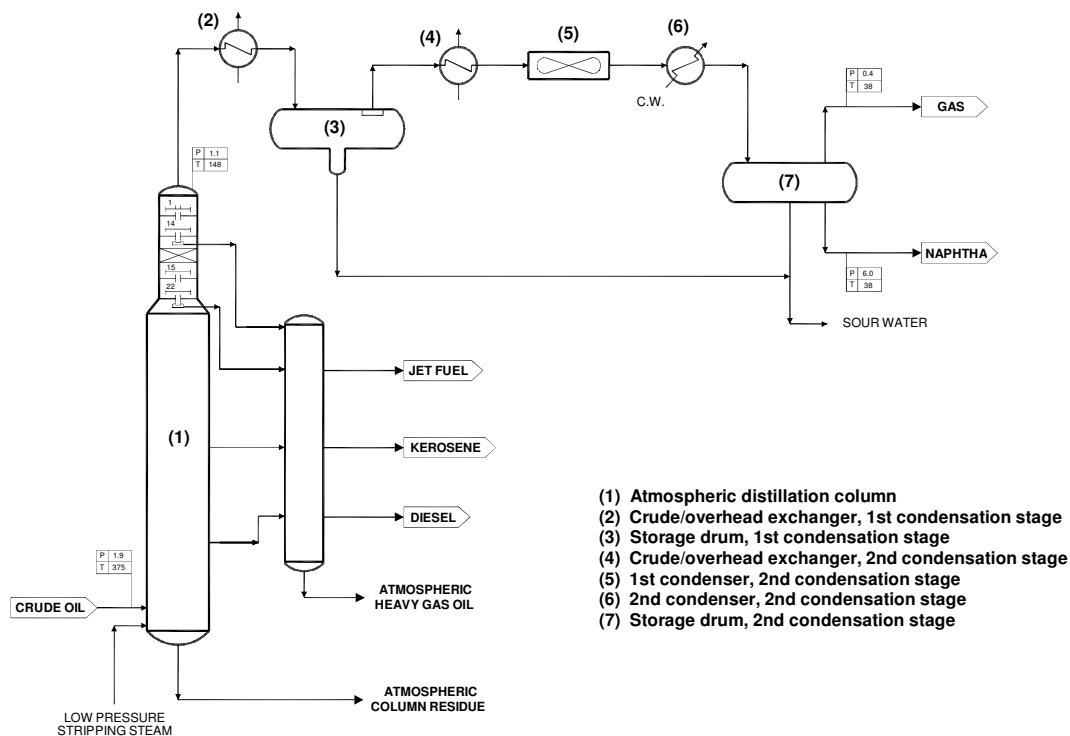 (2)
(4)
(5)
(6)
C.W.
P 0.4
T 38
GAS
(3)
P 1.1
T 148
(7)
1
14
15
22
NAPHTHA
P 6.0
T 38
SOUR WATER
JET FUEL
(1)
KEROSENE
DIESEL
P 1.9
T 375
CRUDE OIL
ATMOSPHERIC
HEAVY GAS OIL
LOW PRESSURE
STRIPPING STEAM
ATMOSPHERIC
COLUMN RESIDUE
(1) Atmospheric distillation column
(2) Crude/overhead exchanger, 1st condensation stage
(3) Storage drum, 1st condensation stage
(4) Crude/overhead exchanger, 2nd condensation stage
(5) 1st condenser, 2nd condensation stage
(6) 2nd condenser, 2nd condensation stage
(7) Storage drum, 2nd condensation stage